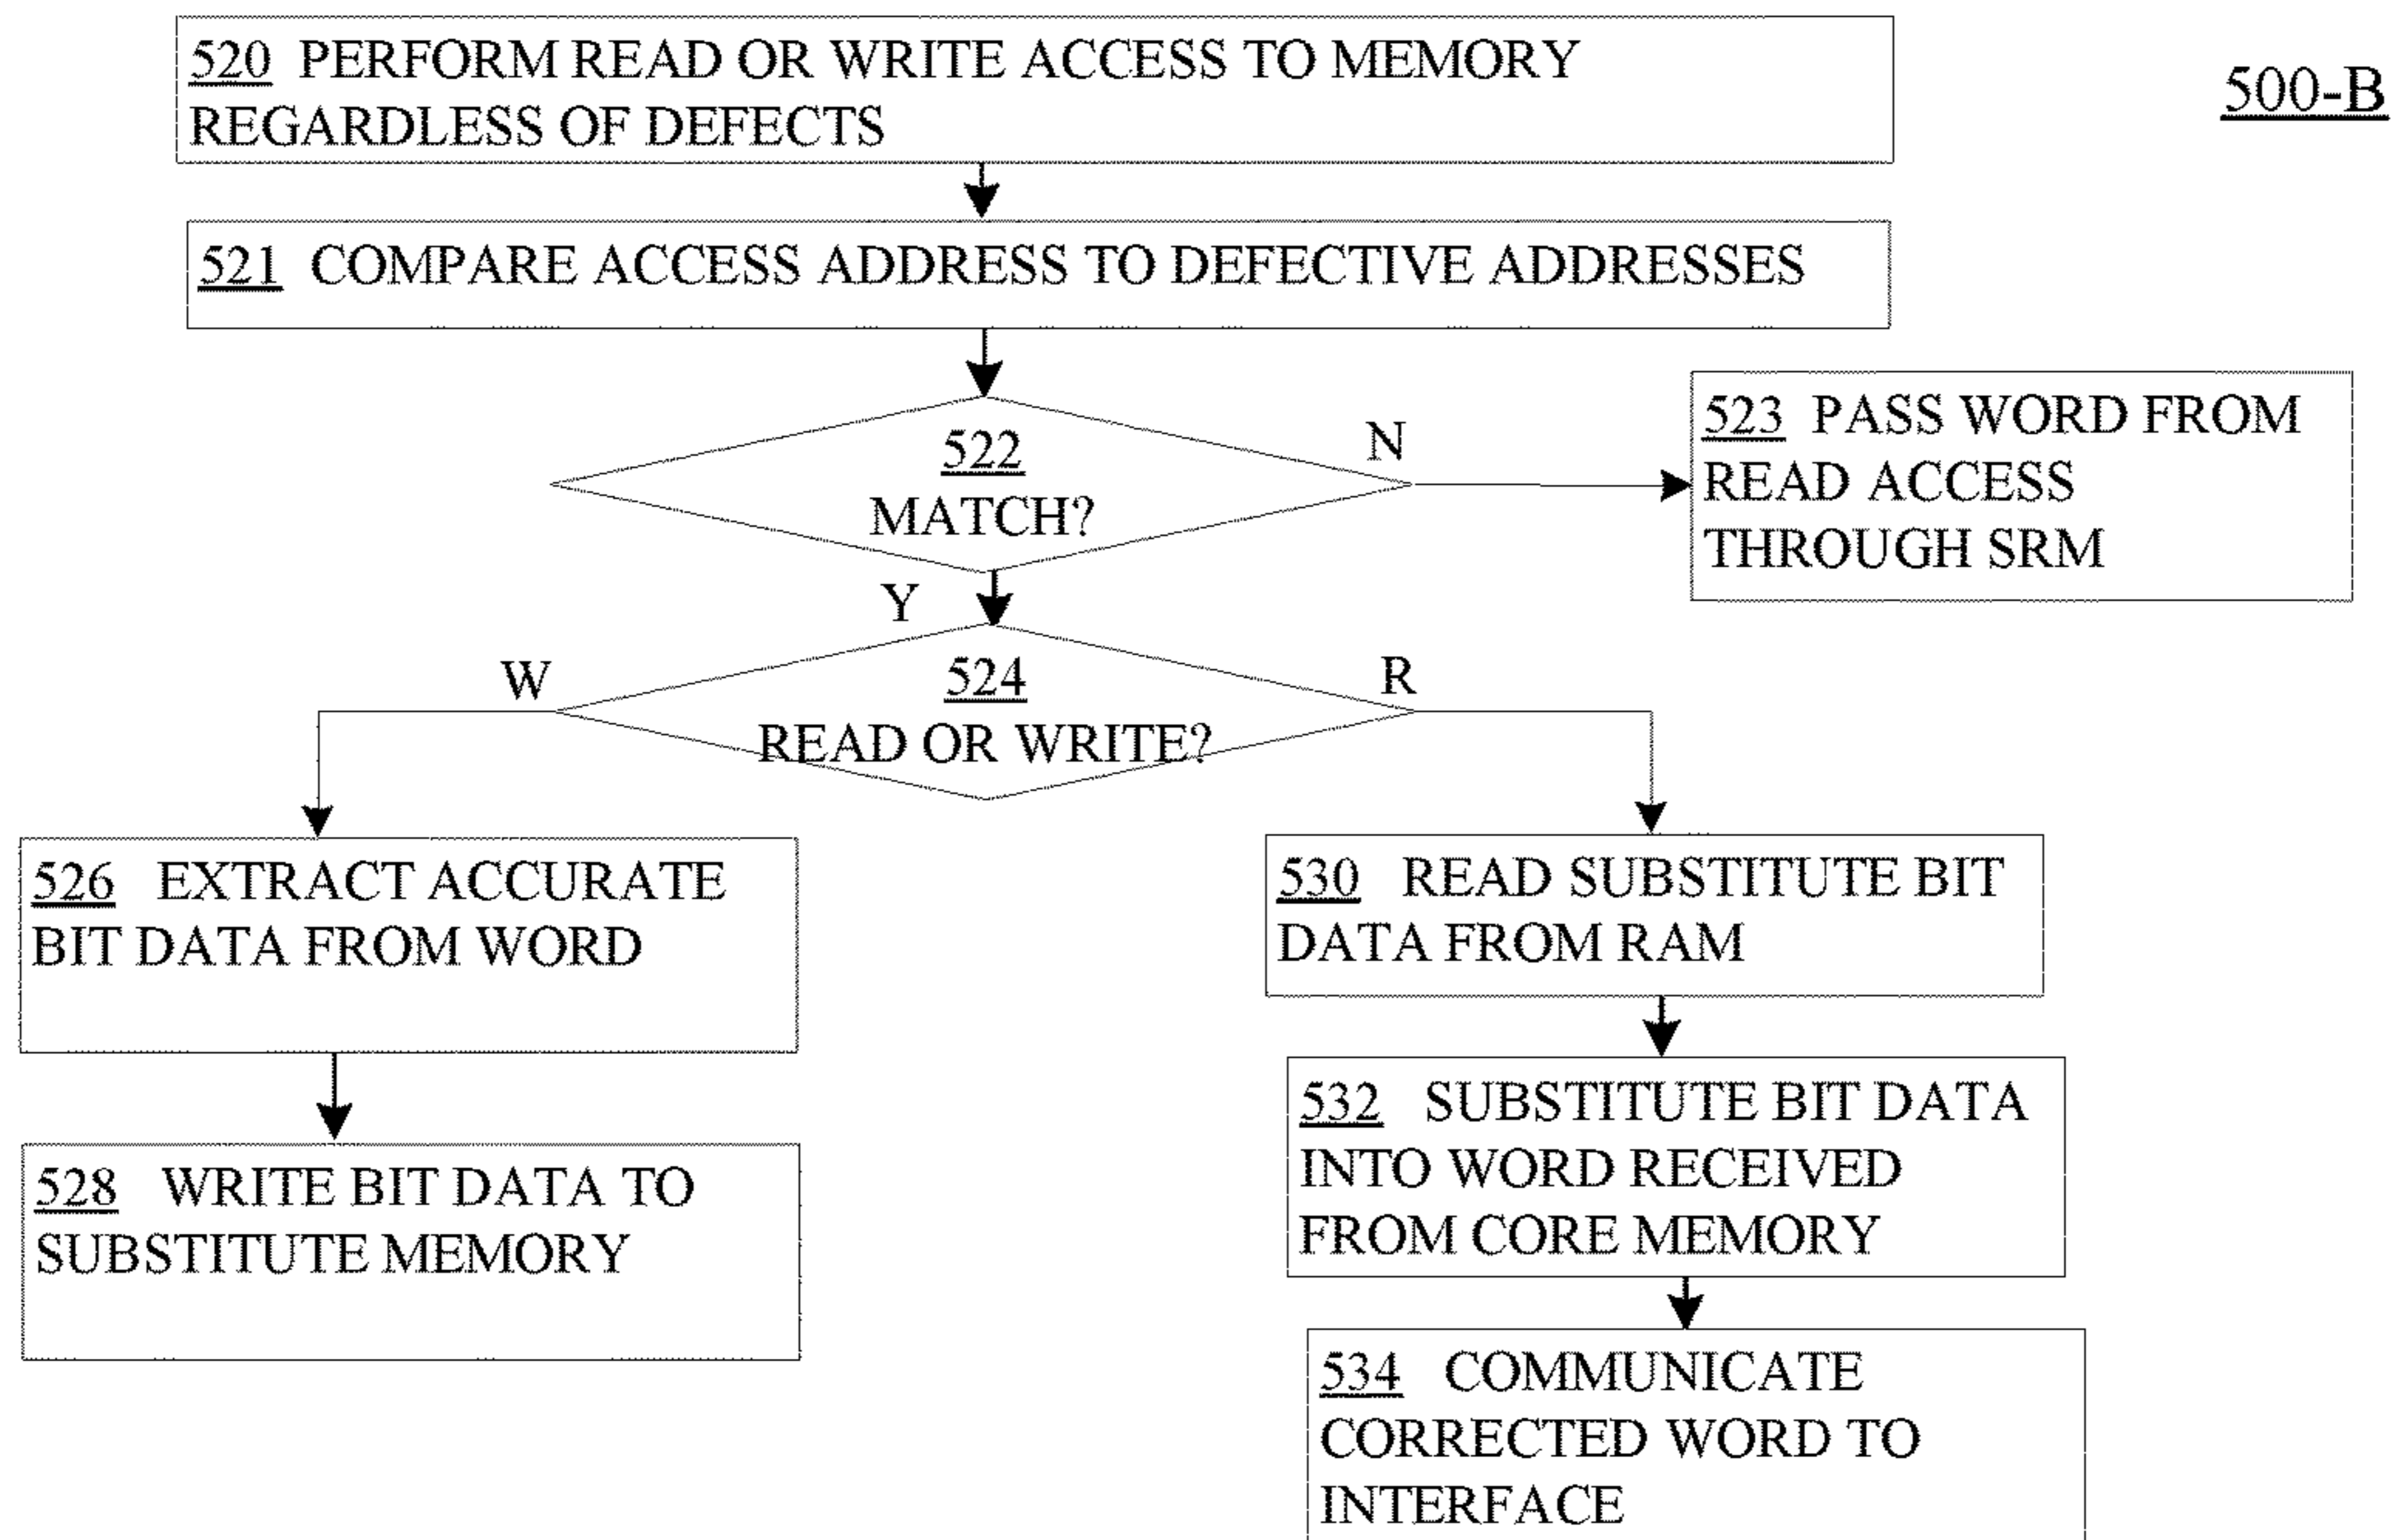 520 PERFORM READ OR WRITE ACCESS TO MEMORY
REGARDLESS OF DEFECTS
500-B
521 COMPARE ACCESS ADDRESS TO DEFECTIVE ADDRESSES
522
MATCH?
N
523 PASS WORD FROM
READ ACCESS
THROUGH SRM
Y
524
READ OR WRITE?
W
R
526 EXTRACT ACCURATE
BIT DATA FROM WORD
528 WRITE BIT DATA TO
SUBSTITUTE MEMORY
530 READ SUBSTITUTE BIT
DATA FROM RAM
532 SUBSTITUTE BIT DATA
INTO WORD RECEIVED
FROM CORE MEMORY
534 COMMUNICATE
CORRECTED WORD TO
INTERFACE